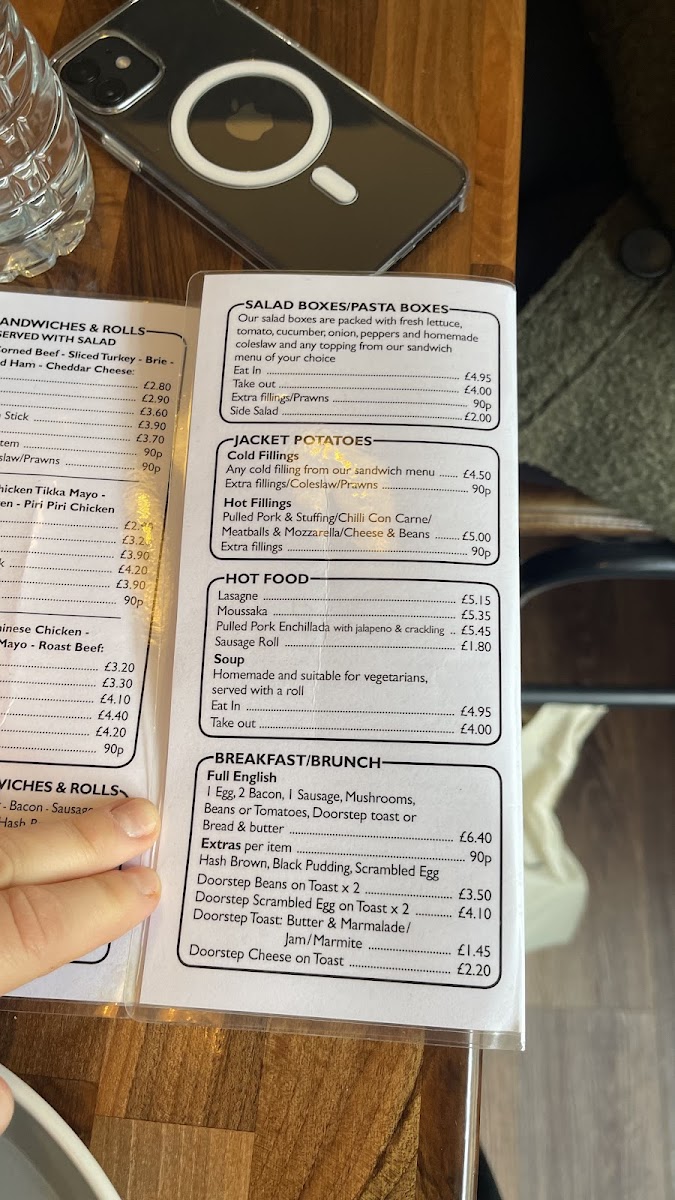 ANDWICHES & ROLLS
SERVED WITH SALAD
Corned Beef - Sliced Turkey - Brie -
d Ham - Cheddar Cheese:
£2.80
£2.90
£3.60
Stick £3.90
£3.70
tem 90p
slaw/Prawns 90p
hicken Tikka Mayo -
en - Piri Piri Chicken
£3.90
£4.20
£3.90
90p
inese Chicken -
Mayo - Roast Beef:
£3.20
£3.30
£4.10
£4.40
£4.20
90p
WICHES & ROLLS
- Bacon - Sausage
Hash
SALAD BOXES/PASTA BOXES
Our salad boxes are packed with fresh lettuce,
tomato, cucumber, onion, peppers and homemade
coleslaw and any topping from our sandwich
menu of your choice
Eat In £4.95
Take out £4.00
Extra fillings/Prawns 90p
Side Salad £2.00
JACKET POTATOES
Cold Fillings
Any cold filling from our sandwich menu £4.50
Extra fillings/Coleslaw/Prawns 90p
Hot Fillings
Pulled Pork & Stuffing/Chilli Con Carne/
Meatballs & Mozzarella/Cheese & Beans £5.00
Extra fillings 90p
HOT FOOD
Lasagne £5.15
Moussaka £5.35
Pulled Pork Enchillada with jalapeno & crackling £5.45
Sausage Roll £1.80
Soup
Homemade and suitable for vegetarians,
served with a roll
Eat In £4.95
Take out £4.00
BREAKFAST/BRUNCH
Full English
1 Egg, 2 Bacon, 1 Sausage, Mushrooms,
Beans or Tomatoes, Doorstep toast or
Bread & butter £6.40
Extras per item 90p
Hash Brown, Black Pudding, Scrambled Egg
Doorstep Beans on Toast x 2 £3.50
Doorstep Scrambled Egg on Toast x 2 £4.10
Doorstep Toast: Butter & Marmalade/
Jam/Marmite £1.45
Doorstep Cheese on Toast £2.20